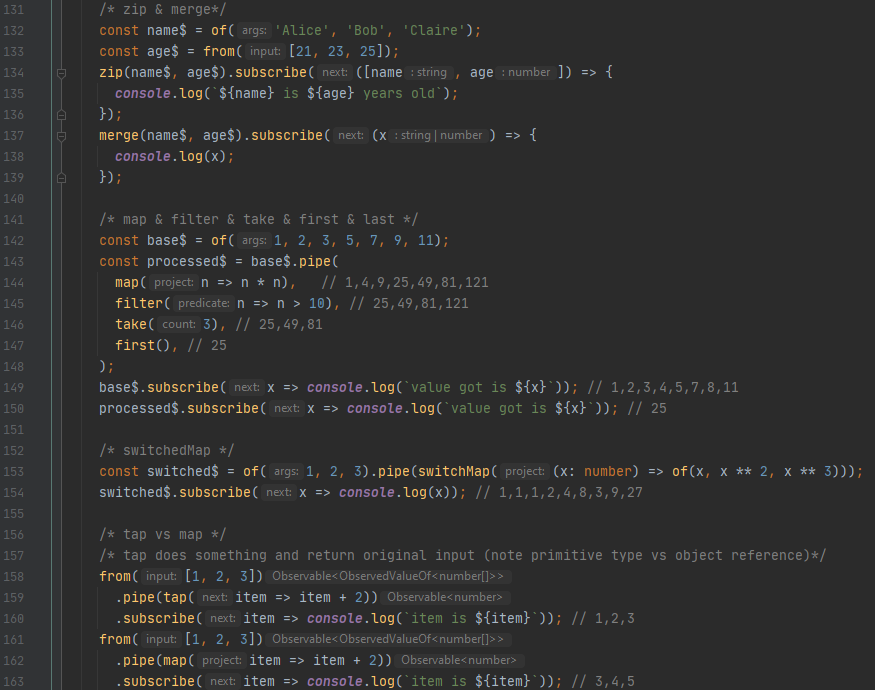 131 /* zip & merge*/
132 const name$ = of( args: 'Alice', 'Bob', 'Claire');
133 const age$ = from( input: [21, 23, 25]);
134 zip(name$, age$).subscribe( next: ([name : string , age : number ]) => {
135 console.log(`${name} is ${age} years old`);
136 });
137 merge(name$, age$).subscribe( next: (x : string | number ) => {
138 console.log(x);
139 });
140
141 /* map & filter & take & first & last */
142 const base$ = of( args: 1, 2, 3, 5, 7, 9, 11);
143 const processed$ = base$.pipe(
144 map( project: n => n * n), // 1,4,9,25,49,81,121
145 filter( predicate: n => n > 10), // 25,49,81,121
146 take( count: 3), // 25,49,81
147 first(), // 25
148 );
149 base$.subscribe( next: x => console.log(`value got is ${x}`)); // 1,2,3,4,5,7,8,11
150 processed$.subscribe( next: x => console.log(`value got is ${x}`)); // 25
151
152 /* switchedMap */
153 const switched$ = of( args: 1, 2, 3).pipe(switchMap( project: (x: number) => of(x, x ** 2, x ** 3)));
154 switched$.subscribe( next: x => console.log(x)); // 1,1,1,2,4,8,3,9,27
155
156 /* tap vs map */
157 /* tap does something and return original input (note primitive type vs object reference)*/
158 from( input: [1, 2, 3]) Observable<ObservedValueOf<number[]>>
159 .pipe(tap( next: item => item + 2)) Observable<number>
160 .subscribe( next: item => console.log(`item is ${item}`)); // 1,2,3
161 from( input: [1, 2, 3]) Observable<ObservedValueOf<number[]>>
162 .pipe(map( project: item => item + 2)) Observable<number>
163 .subscribe( next: item => console.log(`item is ${item}`)); // 3,4,5